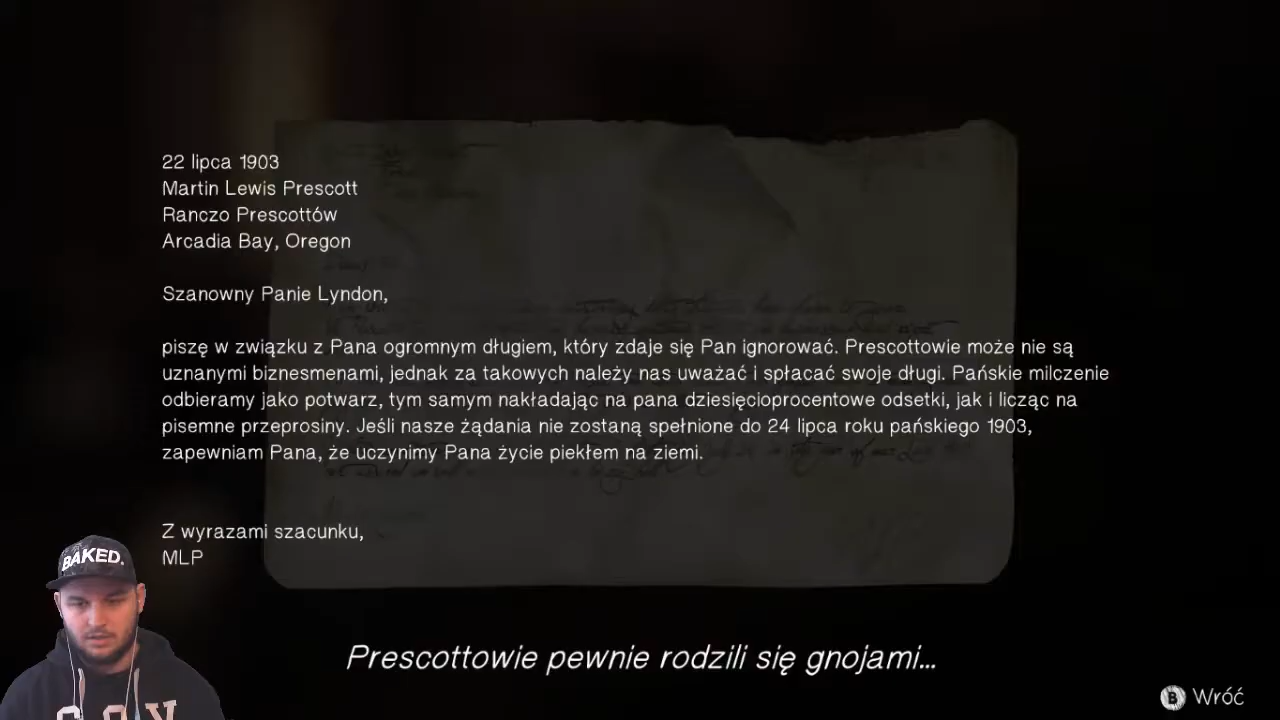 22 lipca 1903
Martin Lewis Prescott
Ranczo Prescottów
Arcadia Bay, Oregon
Szanowny Panie Lyndon,
piszę w związku z Pana ogromnym długiem, który zdaje się Pan ignorować. Prescottowie może nie są
uznanymi biznesmenami, jednak za takowych należy nas uważać i spłacać swoje długi. Pańskie milczenie
odbieramy jako potwarz, tym samym nakładając na pana dziesięcioprocentowe odsetki, jak i licząc na
pisemne przeprosiny. Jeśli nasze żądania nie zostaną spełnione do 24 lipca roku pańskiego 1903,
zapewniam Pana, że uczynimy Pana życie piekłem na ziemi.
Z wyrazami szacunku,
MLP
BAKED.
Prescottowie pewnie rodzili się gnojami...
B Wróć